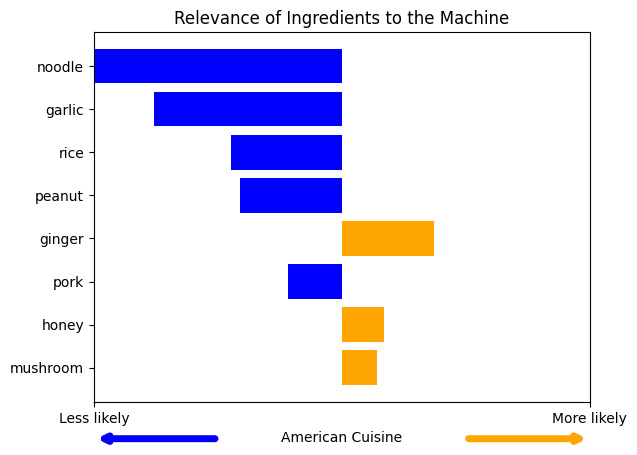 Relevance of Ingredients to the Machine
noodle
garlic
rice
peanut
ginger
pork
honey
mushroom
Less likely More likely
American Cuisine